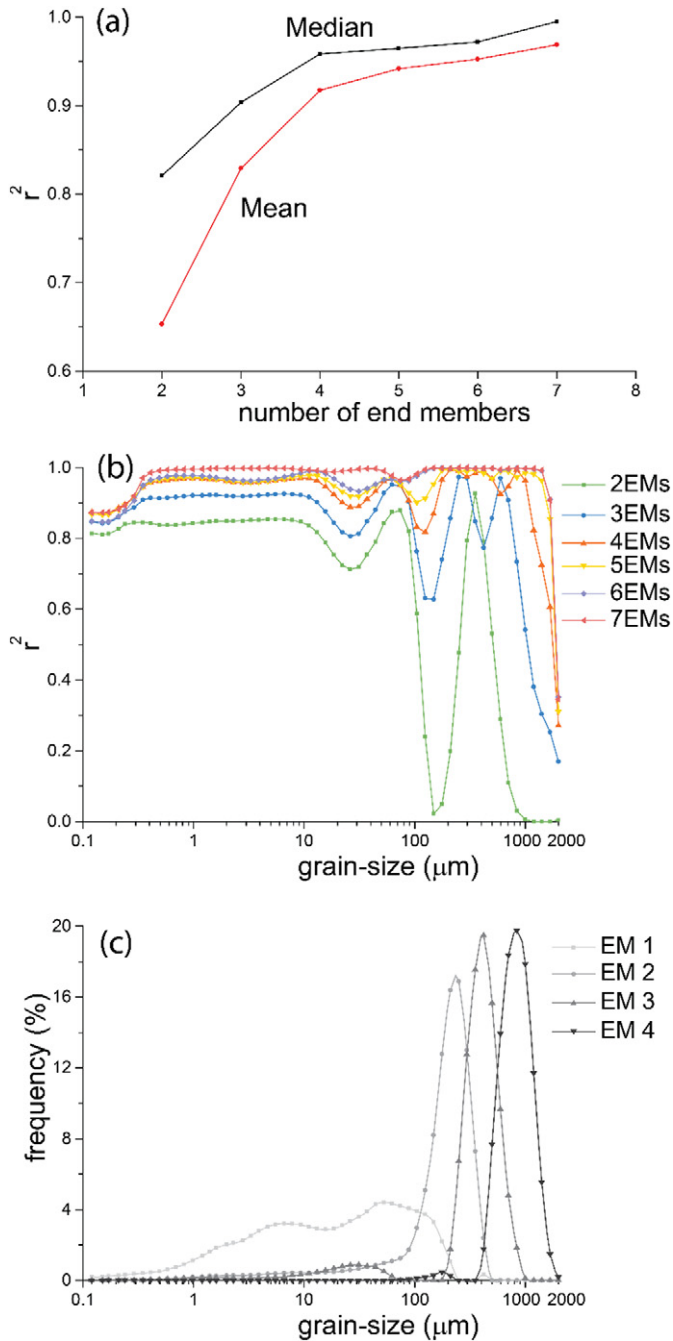 (a)
Median
Mean
r²
1.0
0.9
0.8
0.7
0.6
1 2 3 4 5 6 7 8
number of end members
(b)
r²
1.0
0.8
0.6
0.4
0.2
0.0
0.1 1 10 100 1000 2000
grain-size (μm)
2EMs
3EMs
4EMs
5EMs
6EMs
7EMs
(c)
frequency (%)
20
16
12
8
4
0
0.1 1 10 100 1000 2000
grain-size (μm)
EM 1
EM 2
EM 3
EM 4